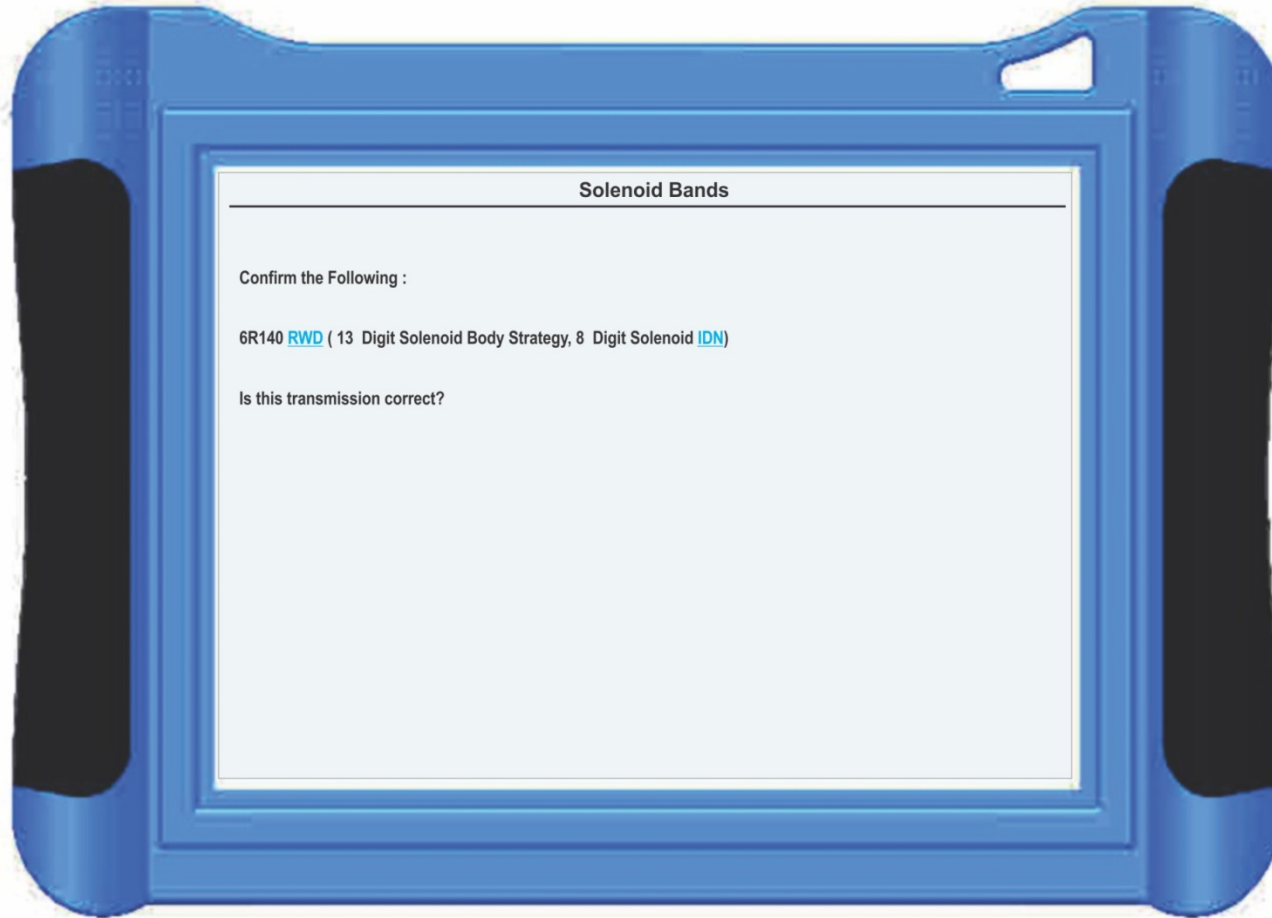 Solenoid Bands
Confirm the Following :
6R140 RWD ( 13 Digit Solenoid Body Strategy, 8 Digit Solenoid IDN)
Is this transmission correct?